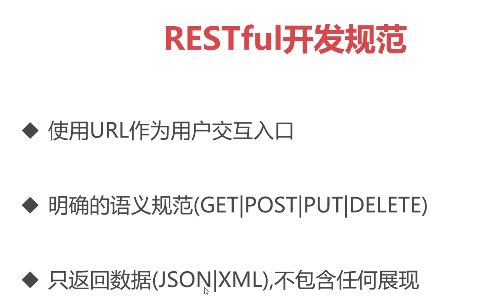 RESTful开发规范
◆ 使用URL作为用户交互入口
◆ 明确的语义规范(GET|POST|PUT|DELETE)
◆ 只返回数据(JSON|XML),不包含任何展现